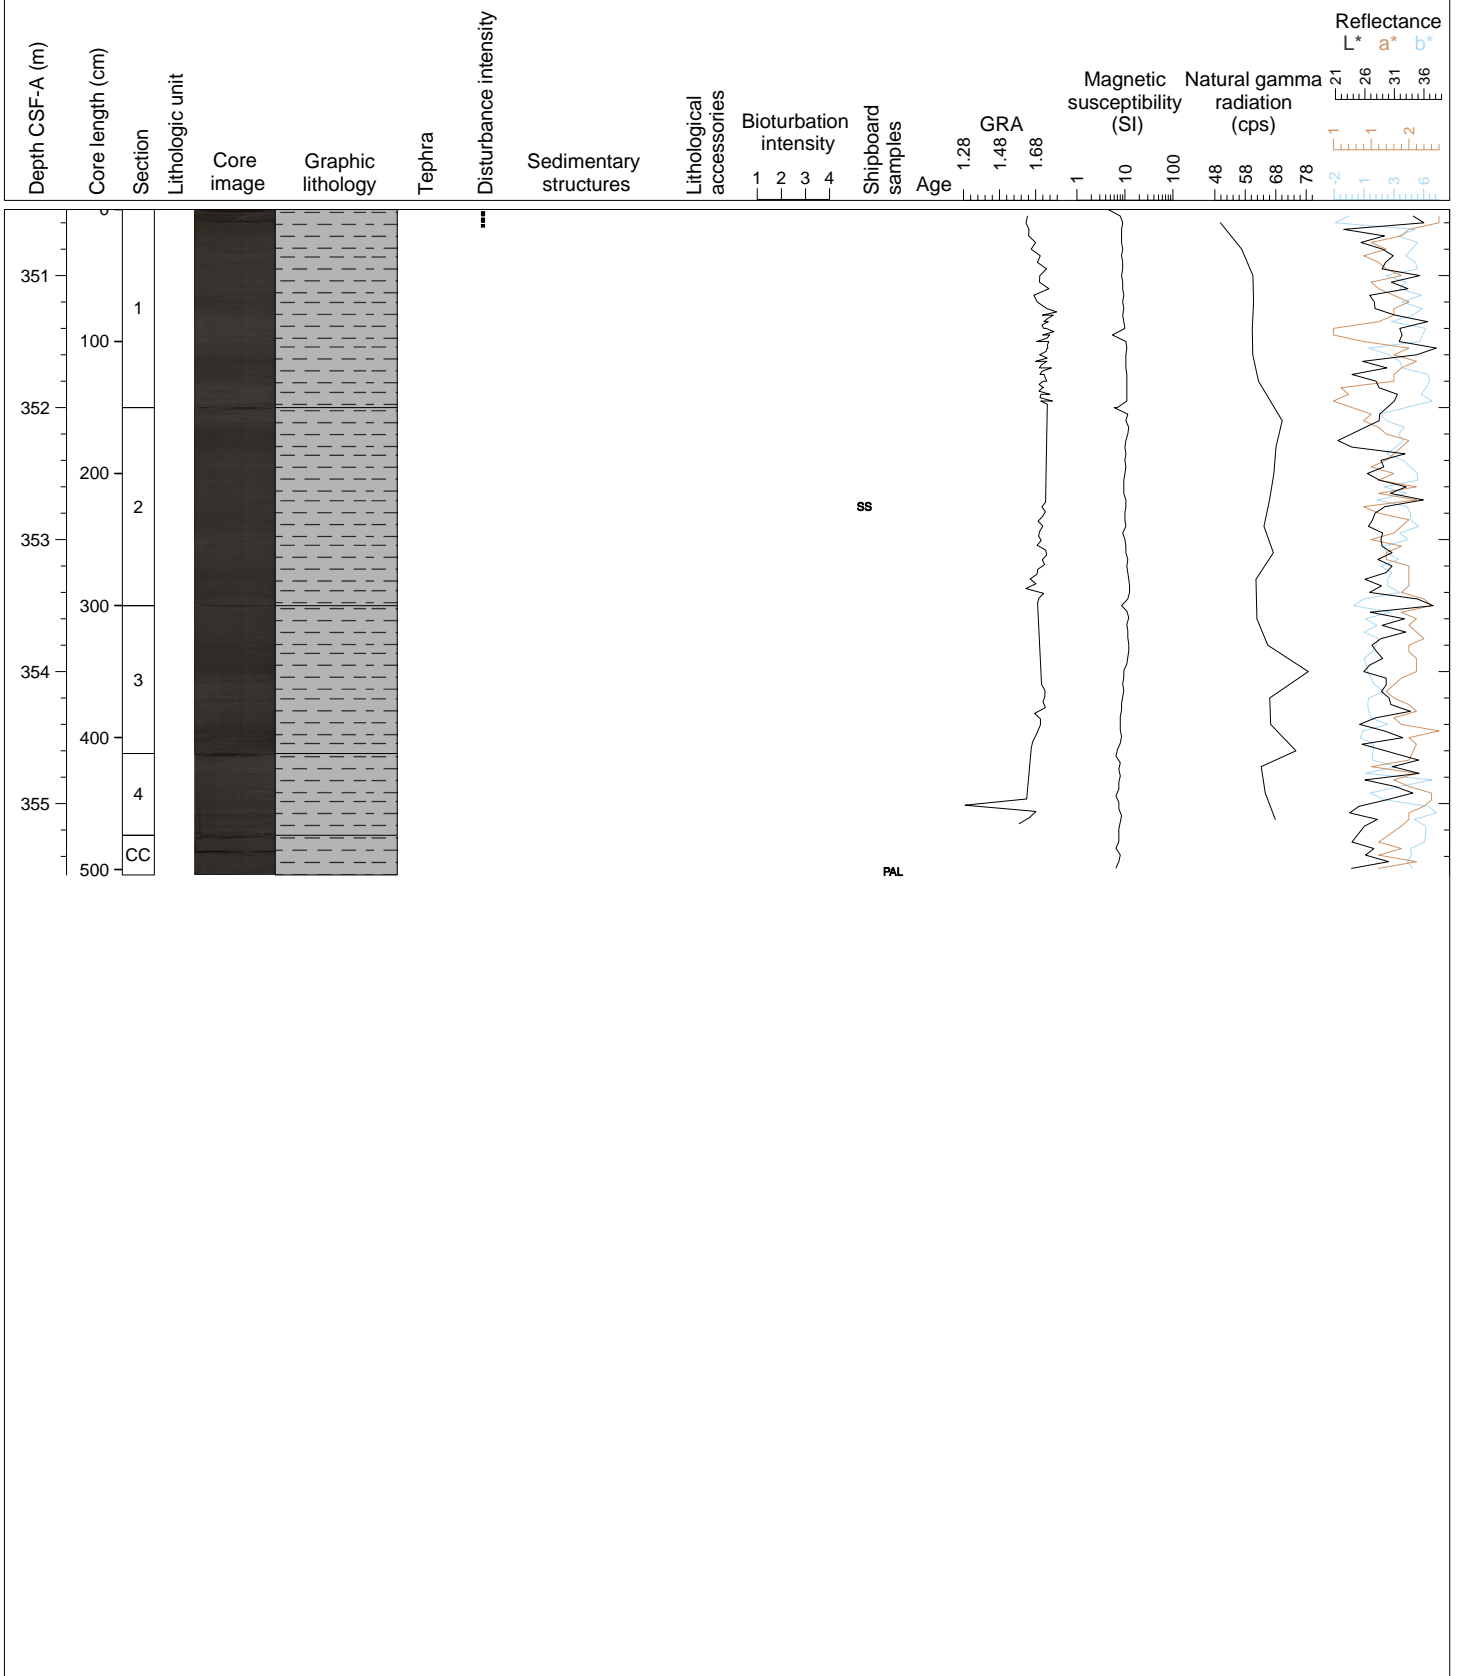 Depth CSF-A (m)
Core length (cm)
Section
Lithologic unit
Core
image
Graphic
lithology
Tephra
Disturbance intensity
Sedimentary
structures
Lithological
accessories
Bioturbation
intensity
1 2 3 4
Shipboard
samples
Age
GRA
1.28 1.48 1.68
Magnetic
susceptibility
(SI)
1 10 100
Natural gamma
radiation
(cps)
48 58 68 78
Reflectance
L* a* b*
21 26 31 36
1 1 2
-2 1 3 6
0
351
1
100
352
200
2
SS
353
300
354
3
400
4
355
CC
500
PAL